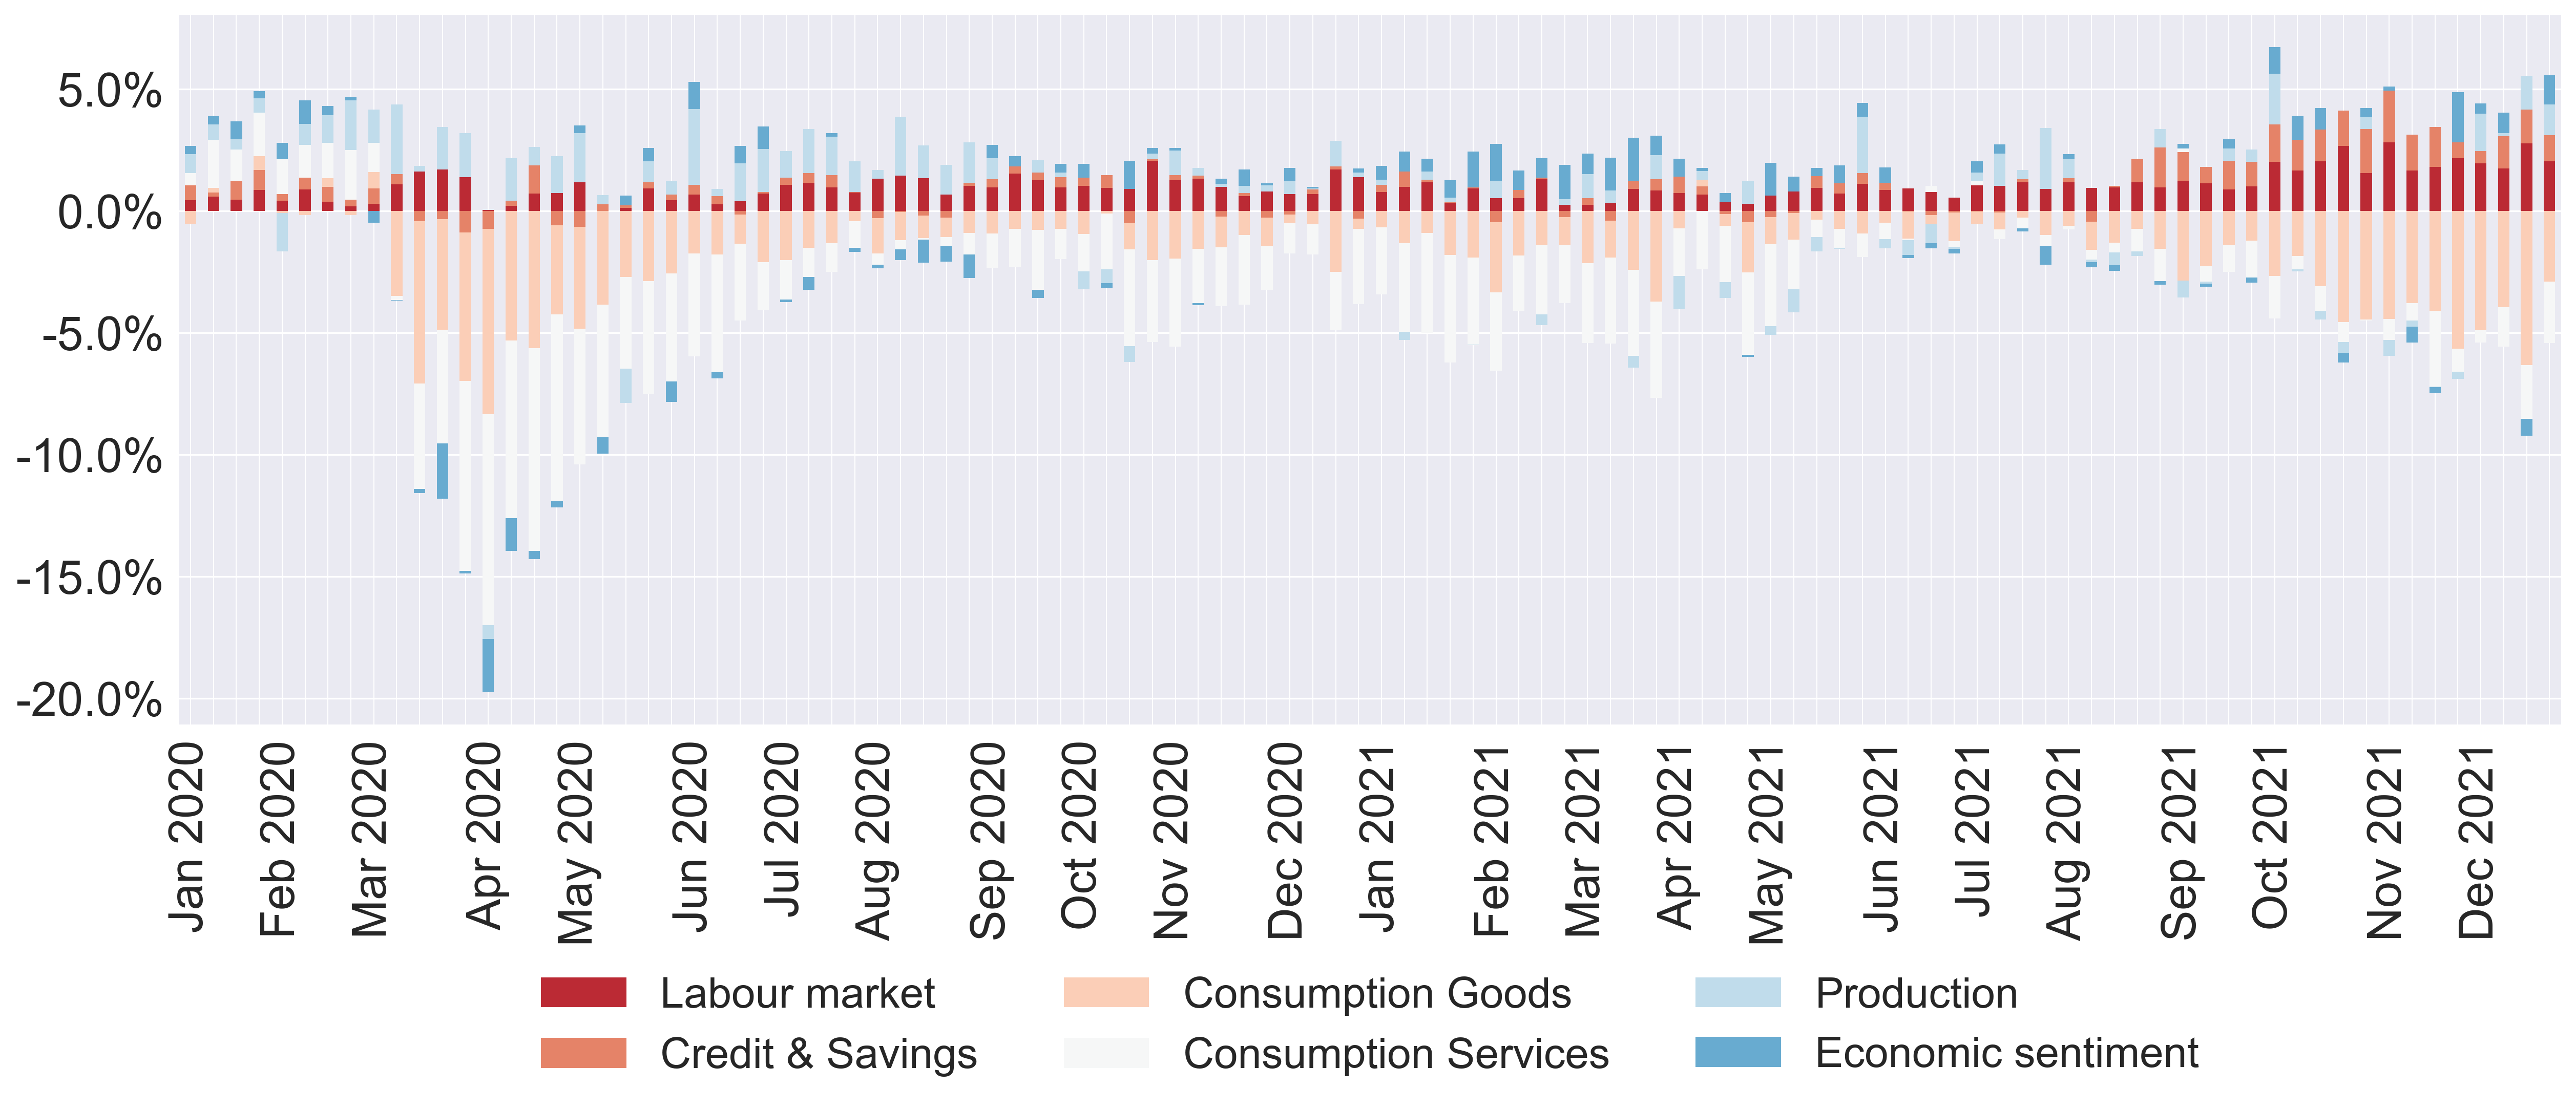 5.0%
0.0%
-5.0%
-10.0%
-15.0%
-20.0%
Jan 2020
Feb 2020
Mar 2020
Apr 2020
May 2020
Jun 2020
Jul 2020
Aug 2020
Sep 2020
Oct 2020
Nov 2020
Dec 2020
Jan 2021
Feb 2021
Mar 2021
Apr 2021
May 2021
Jun 2021
Jul 2021
Aug 2021
Sep 2021
Oct 2021
Nov 2021
Dec 2021
Labour market
Consumption Goods
Production
Credit & Savings
Consumption Services
Economic sentiment